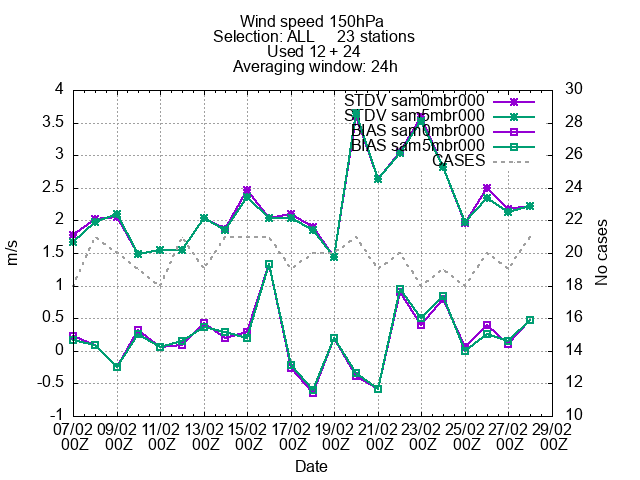 Wind speed 150hPa
Selection: ALL 23 stations
Used 12 + 24
Averaging window: 24h
4 30
3.5 28
3 26
2.5 24
2 22
1.5 20
1 18
0.5 16
0 14
-0.5 12
-1 10
STDV sam0mbr000
STDV sam5mbr000
BIAS sam0mbr000
BIAS sam5mbr000
CASES
m/s
No cases
07/02 09/02 11/02 13/02 15/02 17/02 19/02 21/02 23/02 25/02 27/02 29/02
00Z 00Z 00Z 00Z 00Z 00Z 00Z 00Z 00Z 00Z 00Z 00Z
Date